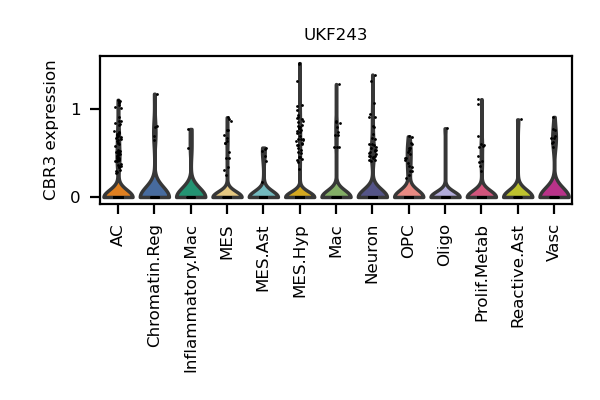 UKF243
CBR3 expression
1
0
AC
Chromatin.Reg
Inflammatory.Mac
MES
MES.Ast
MES.Hyp
Mac
Neuron
OPC
Oligo
Prolif.Metab
Reactive.Ast
Vasc